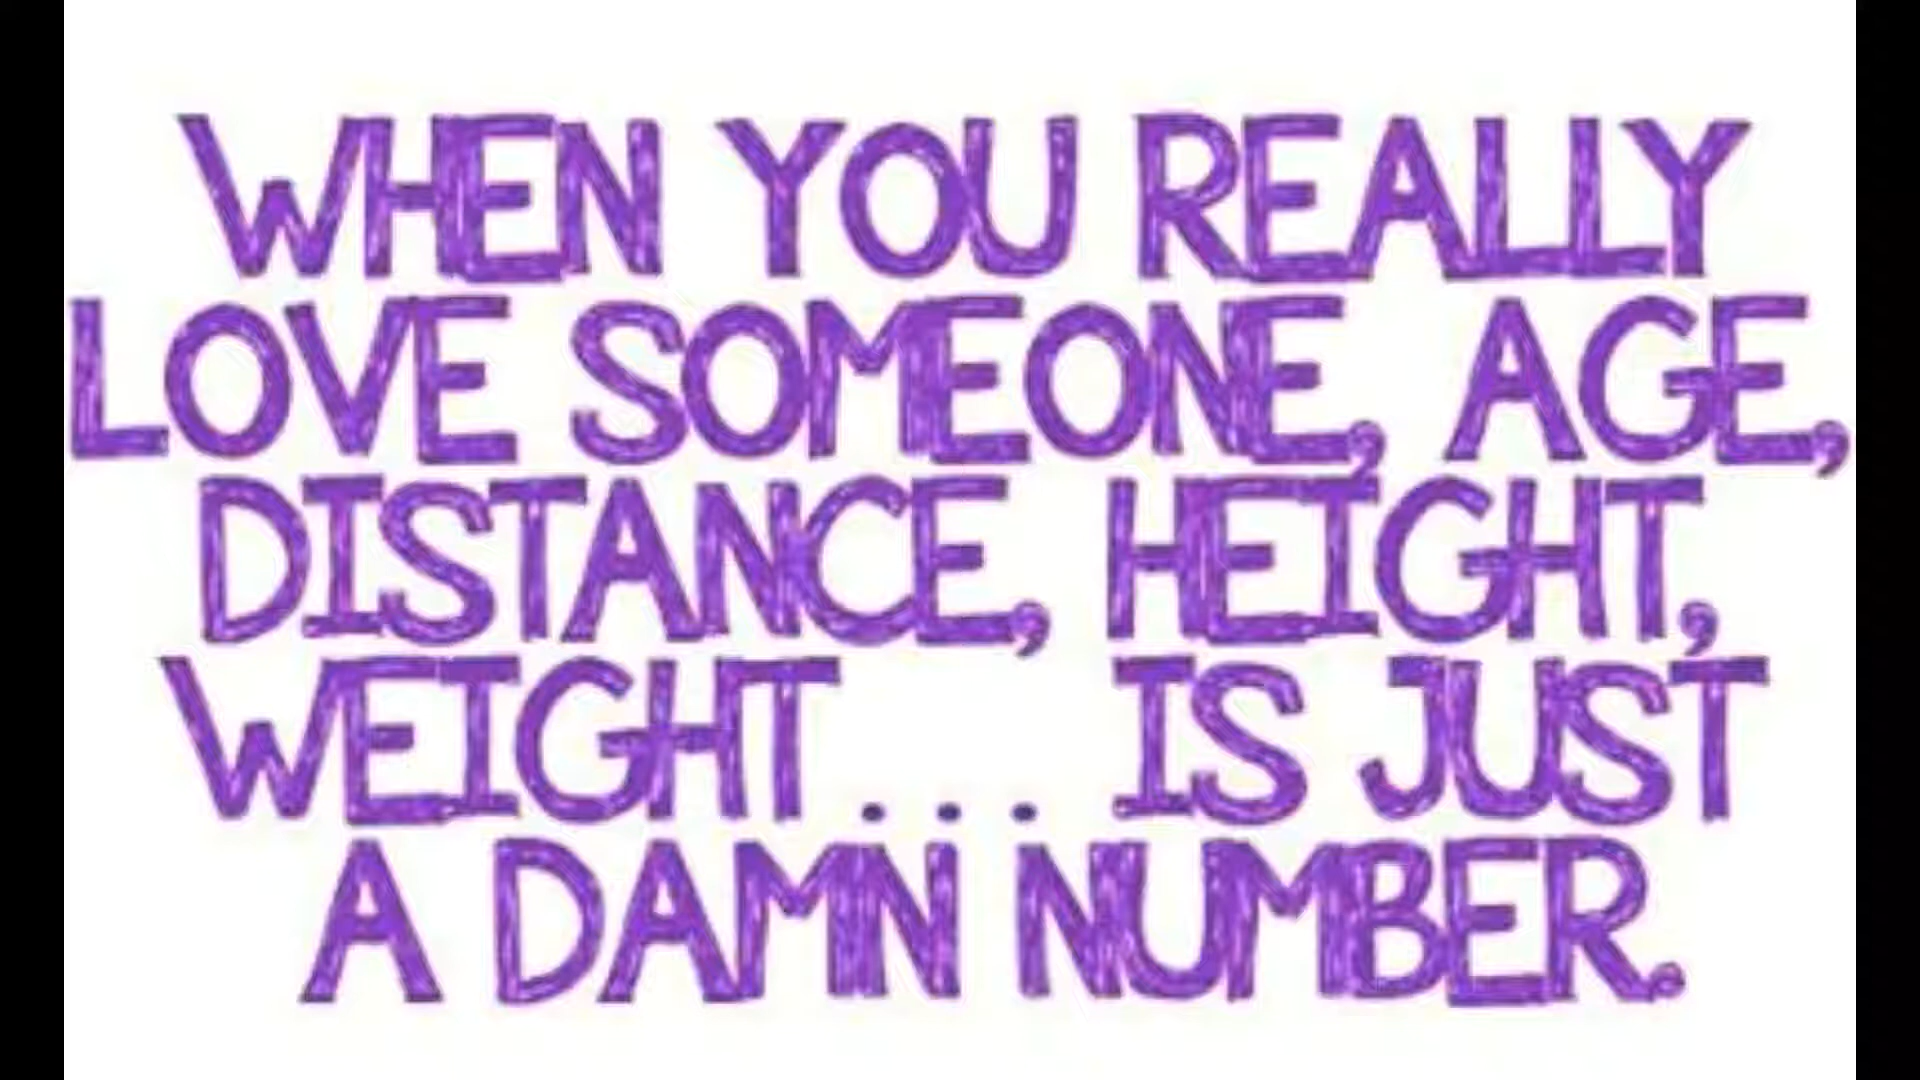 WHEN YOU REALLY
LOVE SOMEONE, AGE,
DISTANCE, HEIGHT,
WEIGHT... IS JUST
A DAMN NUMBER.